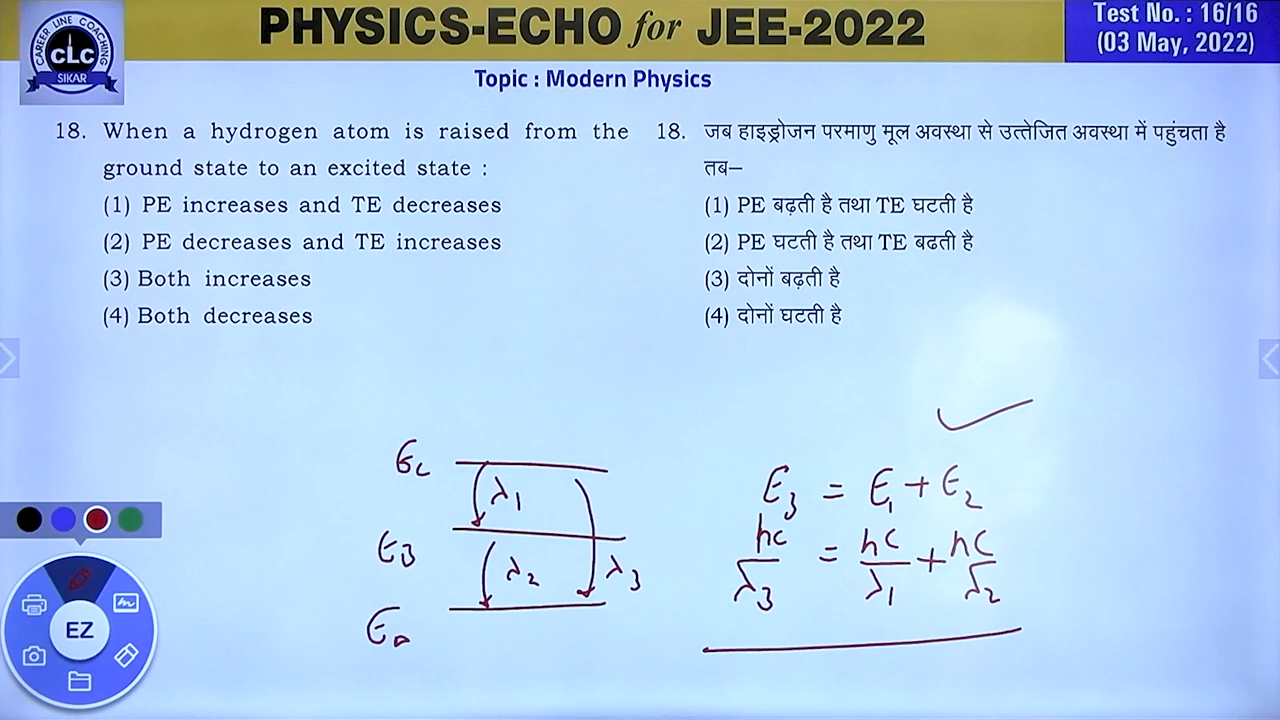 PHYSICS-ECHO for JEE-2022
Test No. : 16/16
(03 May, 2022)
CAREER LINE COACHING
CLC
SIKAR
Topic : Modern Physics
18. When a hydrogen atom is raised from the
ground state to an excited state :
(1) PE increases and TE decreases
(2) PE decreases and TE increases
(3) Both increases
(4) Both decreases
18. जब हाइड्रोजन परमाणु मूल अवस्था से उत्तेजित अवस्था में पहुंचता है
तब–
(1) PE बढ़ती है तथा TE घटती है
(2) PE घटती है तथा TE बढती है
(3) दोनों बढ़ती है
(4) दोनों घटती है
E_C
λ₁
E_B
λ₂ λ₃
E₃ = E₁ + E₂
hc/λ₃ = hc/λ₁ + hc/λ₂
EZ